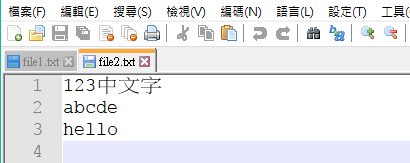 檔案(F) 編輯(E) 搜尋(S) 檢視(V) 編碼(N) 語言(L) 設定(T) 工具(
file1.txt file2.txt
1 123中文字
2 abcde
3 hello
4